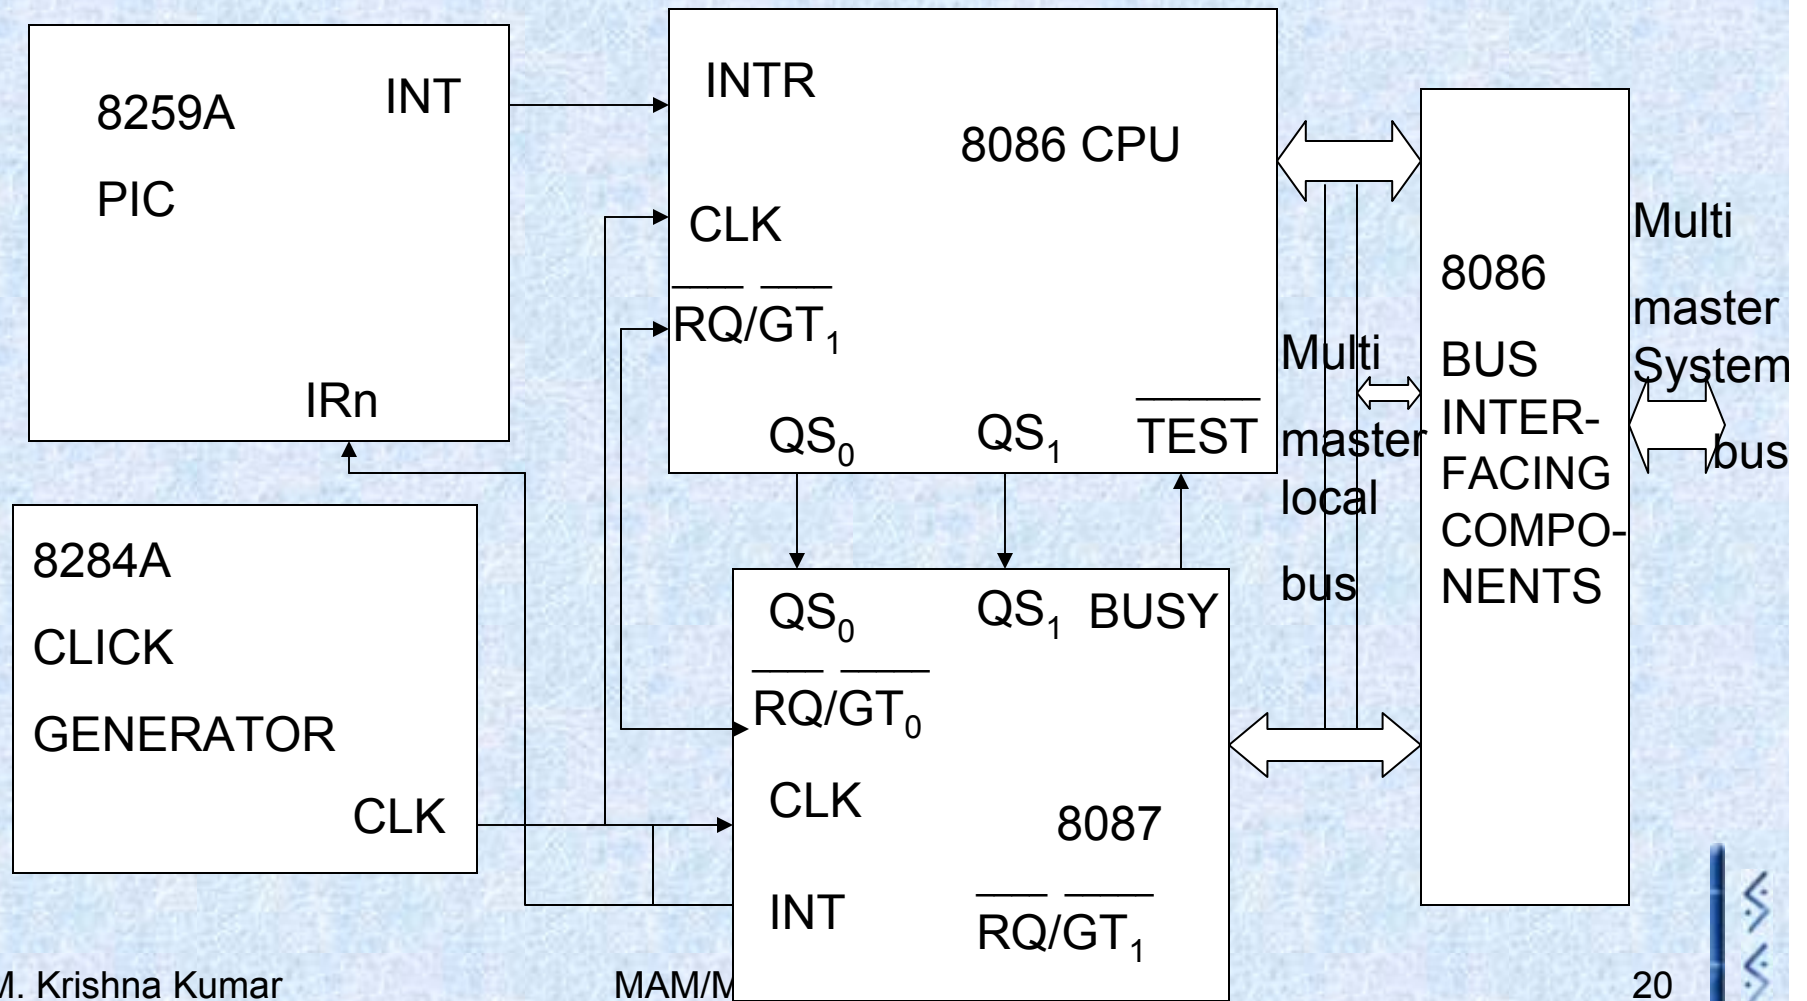 8259A
PIC
INT
IRn
8284A
CLICK
GENERATOR
CLK
INTR
8086 CPU
CLK
RQ/GT1
QS0
QS1
TEST
QS0
QS1
BUSY
RQ/GT0
CLK
8087
INT
RQ/GT1
Multi
master
local
bus
8086
BUS
INTER-
FACING
COMPO-
NENTS
Multi
master
System
bus
M. Krishna Kumar
MAM/M
20